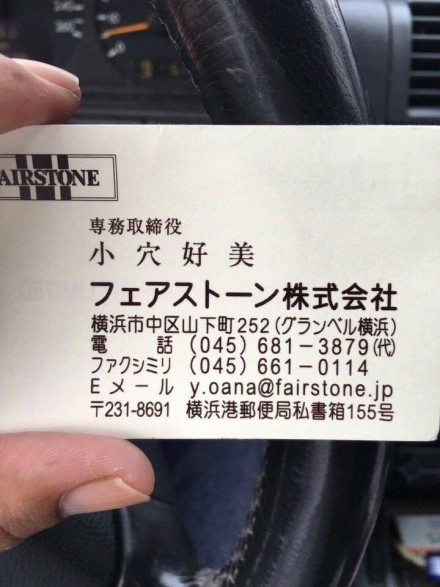 AIRSTONE
専務取締役
小穴好美
フェアストーン株式会社
横浜市中区山下町252(グランベル横浜)
電　　話 (045) 681-3879(代)
ファクシミリ (045) 661-0114
Eメール y.oana@fairstone.jp
〒231-8691 横浜港郵便局私書箱155号